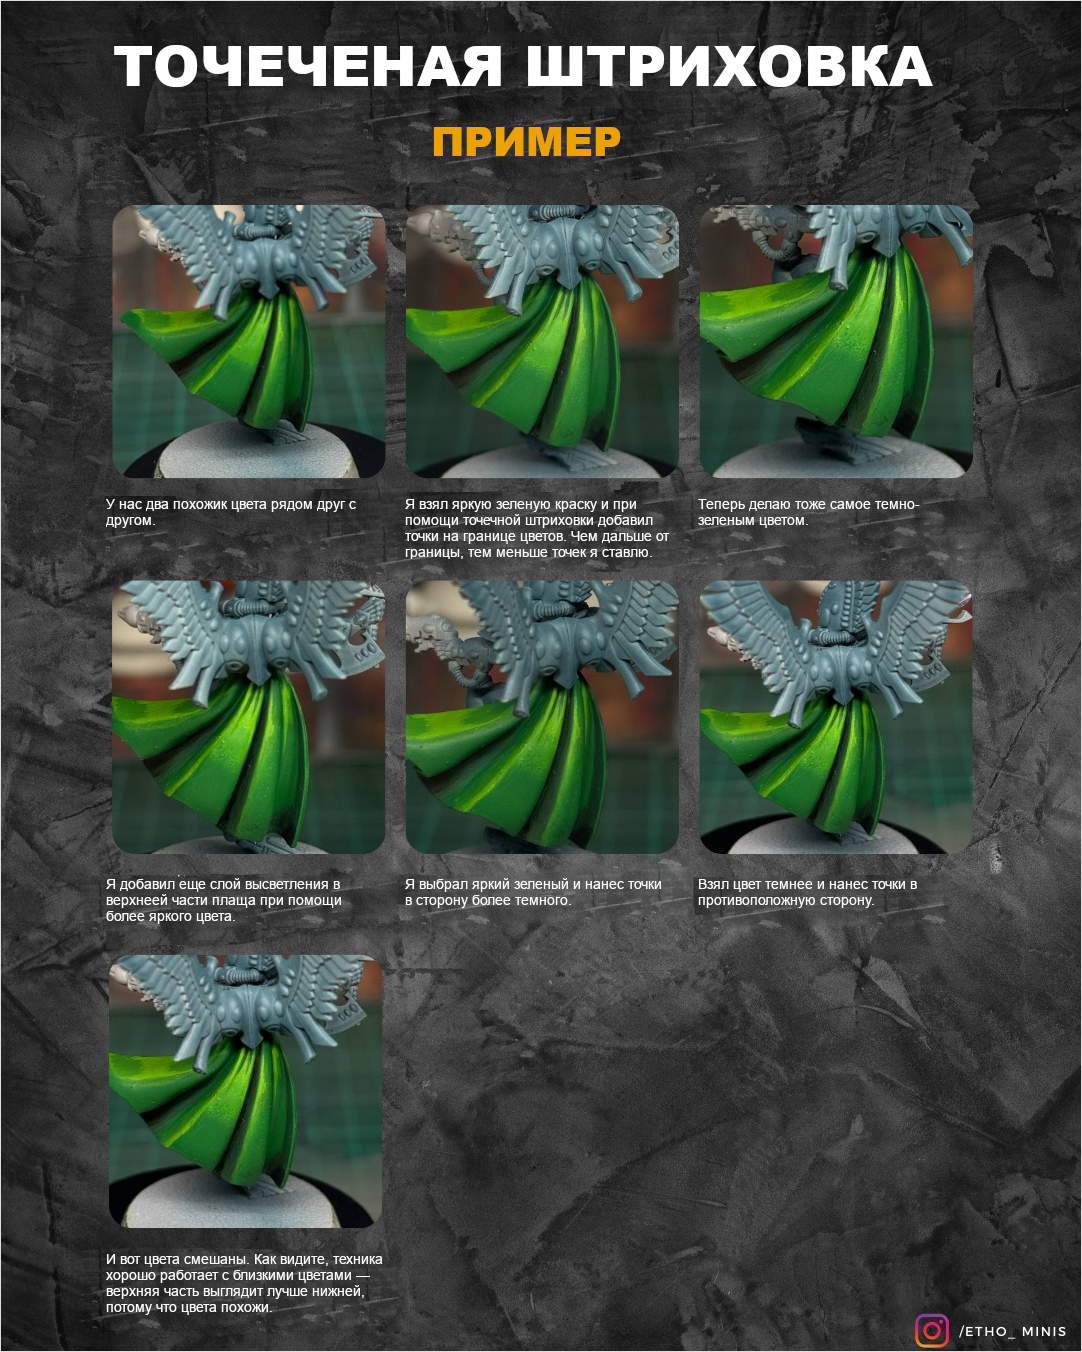 ТОЧЕЧЕНАЯ ШТРИХОВКА
ПРИМЕР
У нас два похожик цвета рядом друг с
другом.
Я взял яркую зеленую краску и при
помощи точечной штриховки добавил
точки на границе цветов. Чем дальше от
границы, тем меньше точек я ставлю.
Теперь делаю тоже самое темно-
зеленым цветом.
Я добавил еще слой высветления в
верхнеей части плаща при помощи
более яркого цвета.
Я выбрал яркий зеленый и нанес точки
в сторону более темного.
Взял цвет темнее и нанес точки в
противоположную сторону.
И вот цвета смешаны. Как видите, техника
хорошо работает с близкими цветами —
верхняя часть выглядит лучше нижней,
потому что цвета похожи.
/ETHO_ MINIS